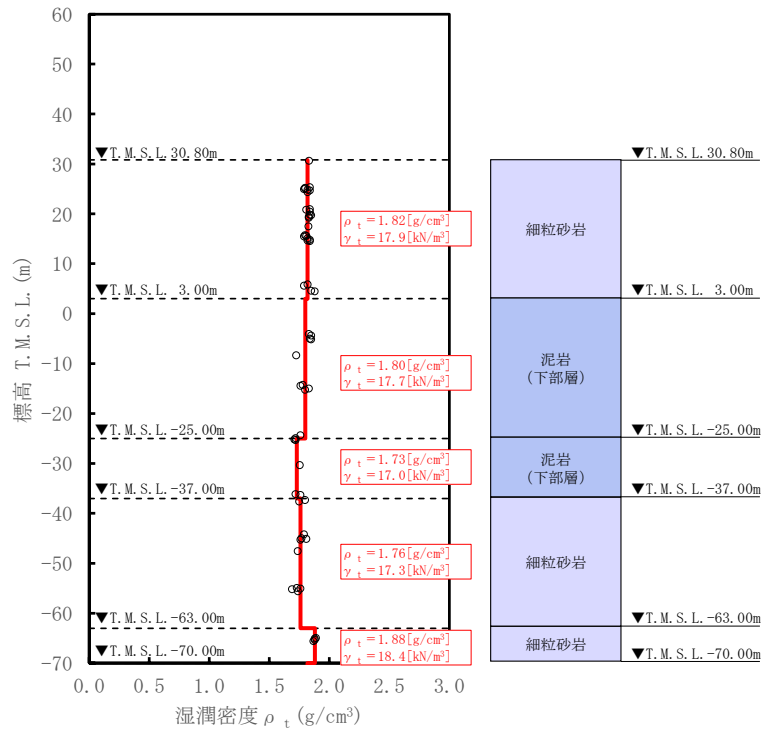 60
50
40
▼T.M.S.L.30.80m
▼T.M.S.L.30.80m
30
20
ρt=1.82[g/cm³]
γt=17.9[kN/m³]
細粒砂岩
10
▼T.M.S.L. 3.00m
▼T.M.S.L. 3.00m
0
標高 T.M.S.L.(m)
-10
ρt=1.80[g/cm³]
γt=17.7[kN/m³]
泥岩
(下部層)
-20
▼T.M.S.L.-25.00m
▼T.M.S.L.-25.00m
-30
ρt=1.73[g/cm³]
γt=17.0[kN/m³]
泥岩
(下部層)
▼T.M.S.L.-37.00m
▼T.M.S.L.-37.00m
-40
-50
ρt=1.76[g/cm³]
γt=17.3[kN/m³]
細粒砂岩
-60
▼T.M.S.L.-63.00m
▼T.M.S.L.-63.00m
ρt=1.88[g/cm³]
γt=18.4[kN/m³]
細粒砂岩
▼T.M.S.L.-70.00m
▼T.M.S.L.-70.00m
-70
0.0 0.5 1.0 1.5 2.0 2.5 3.0
湿潤密度ρt(g/cm³)